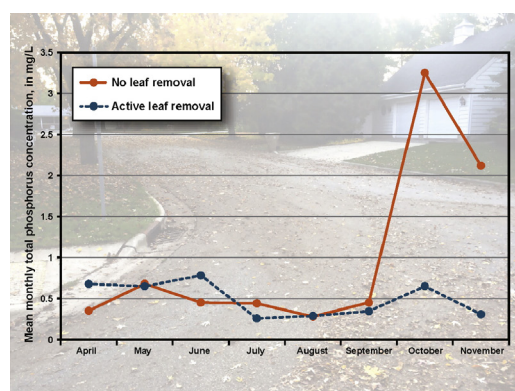 Mean monthly total phosphorus concentration, in mg/L
3.5
3
2.5
2
1.5
1
0.5
0
No leaf removal
Active leaf removal
April May June July August September October November